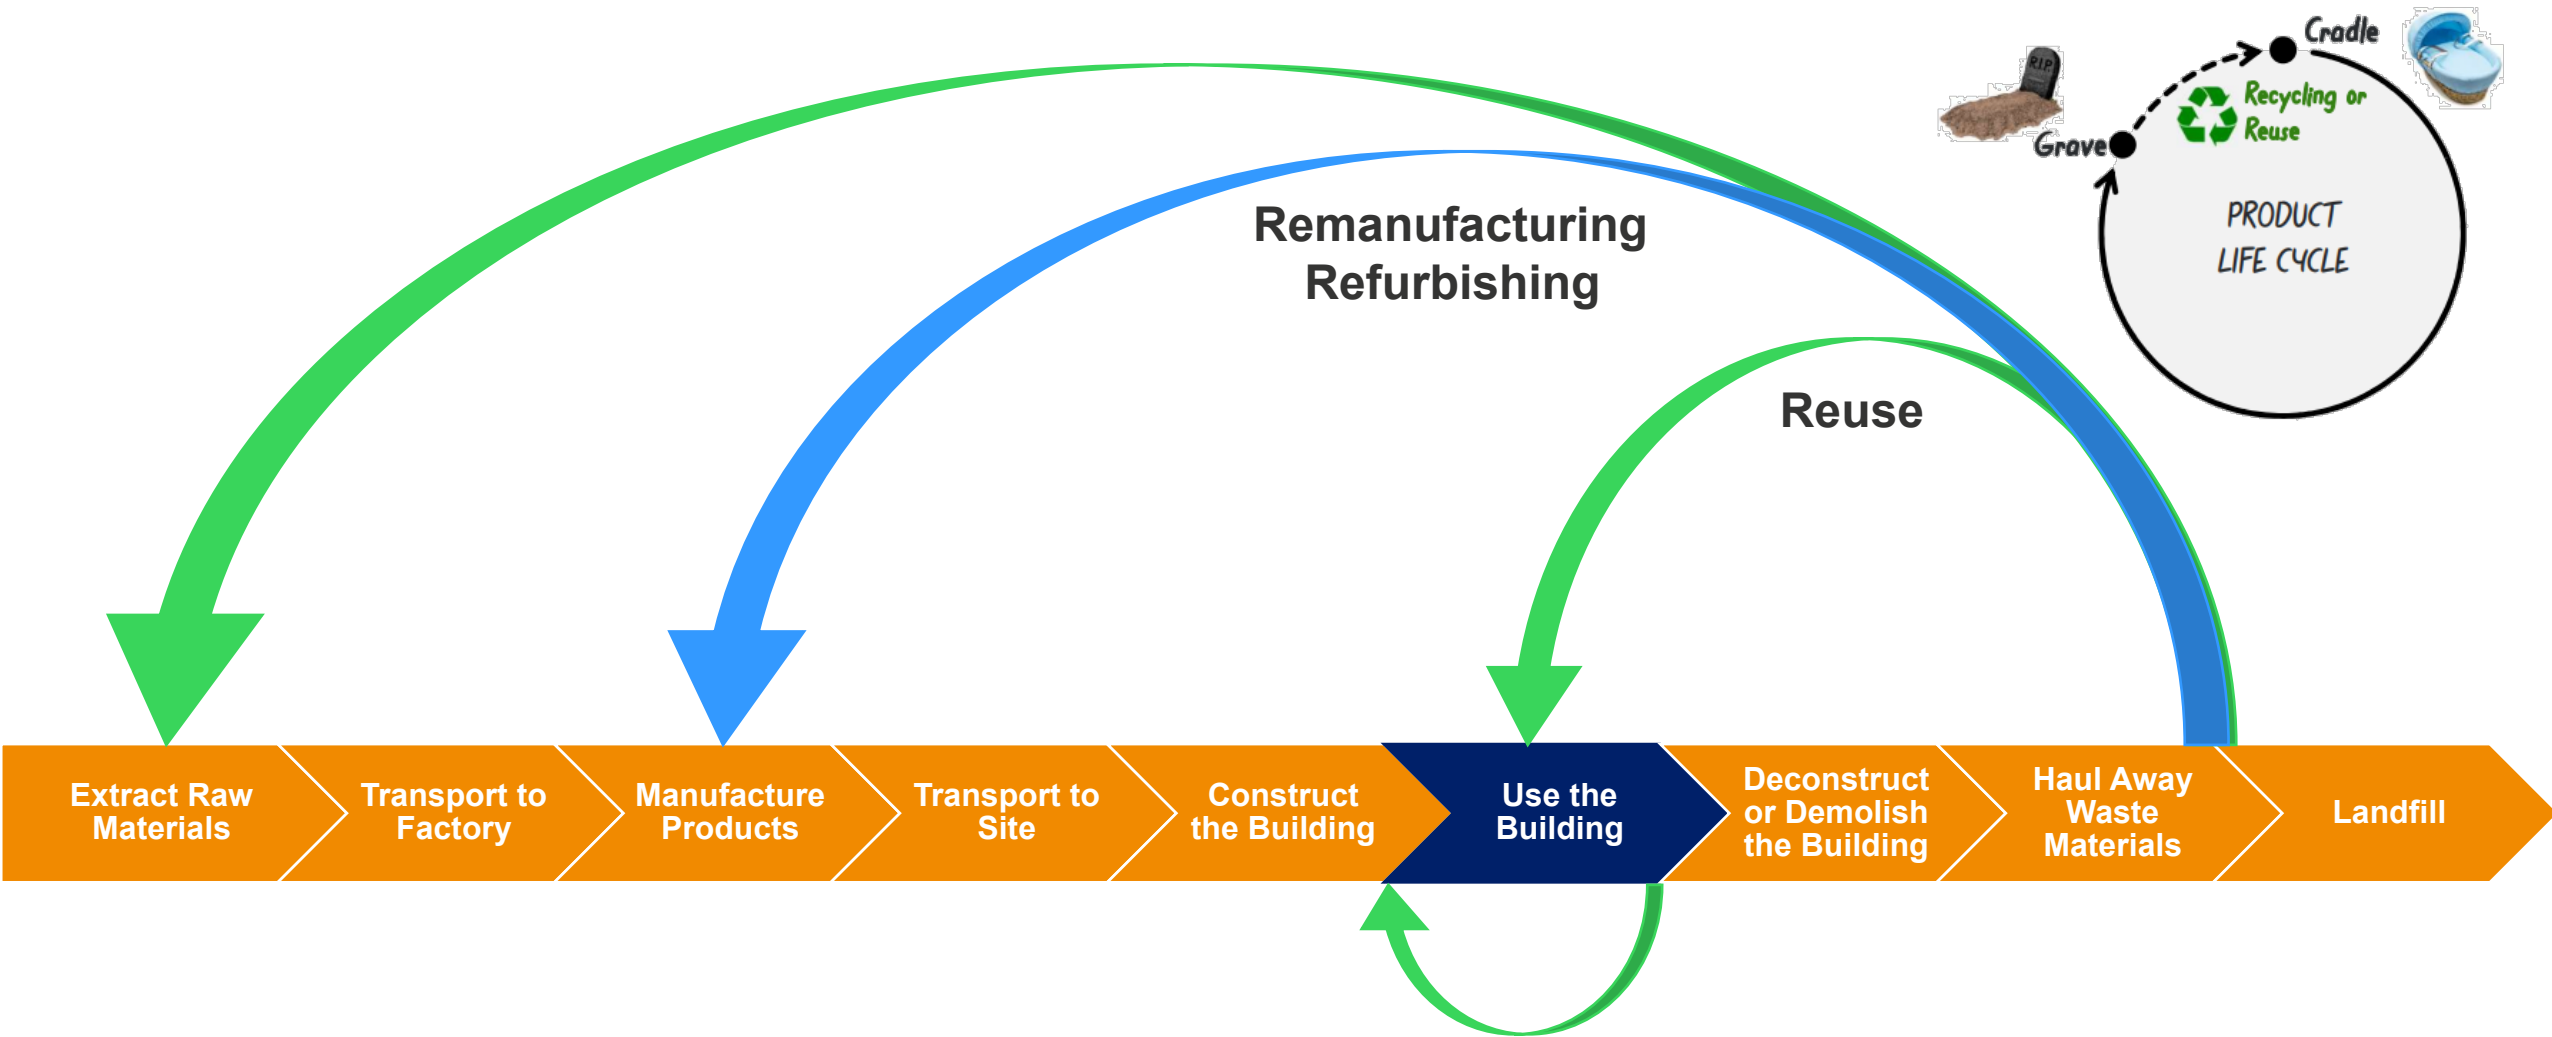 Cradle
R.I.P.
Grave
Recycling or
Reuse
PRODUCT
LIFE CYCLE
Remanufacturing
Refurbishing
Reuse
Extract Raw
Materials
Transport to
Factory
Manufacture
Products
Transport to
Site
Construct
the Building
Use the
Building
Deconstruct
or Demolish
the Building
Haul Away
Waste
Materials
Landfill